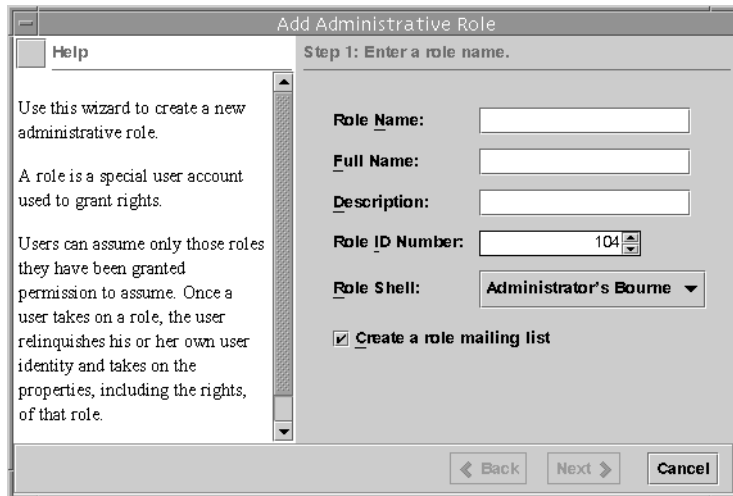 Add Administrative Role
Help
Use this wizard to create a new
administrative role.
A role is a special user account
used to grant rights.
Users can assume only those roles
they have been granted
permission to assume. Once a
user takes on a role, the user
relinquishes his or her own user
identity and takes on the
properties, including the rights,
of that role.
Step 1: Enter a role name.
Role Name:
Full Name:
Description:
Role ID Number: 104
Role Shell: Administrator's Bourne
Create a role mailing list
Back Next Cancel